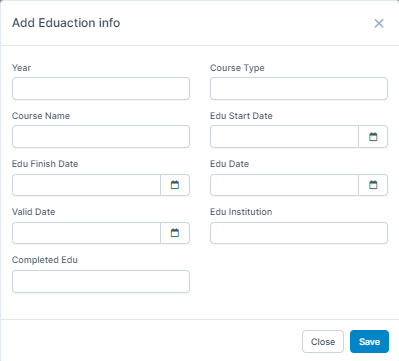 Add Eduaction info
Year Course Type
Course Name Edu Start Date
Edu Finish Date Edu Date
Valid Date Edu Institution
Completed Edu
Close Save